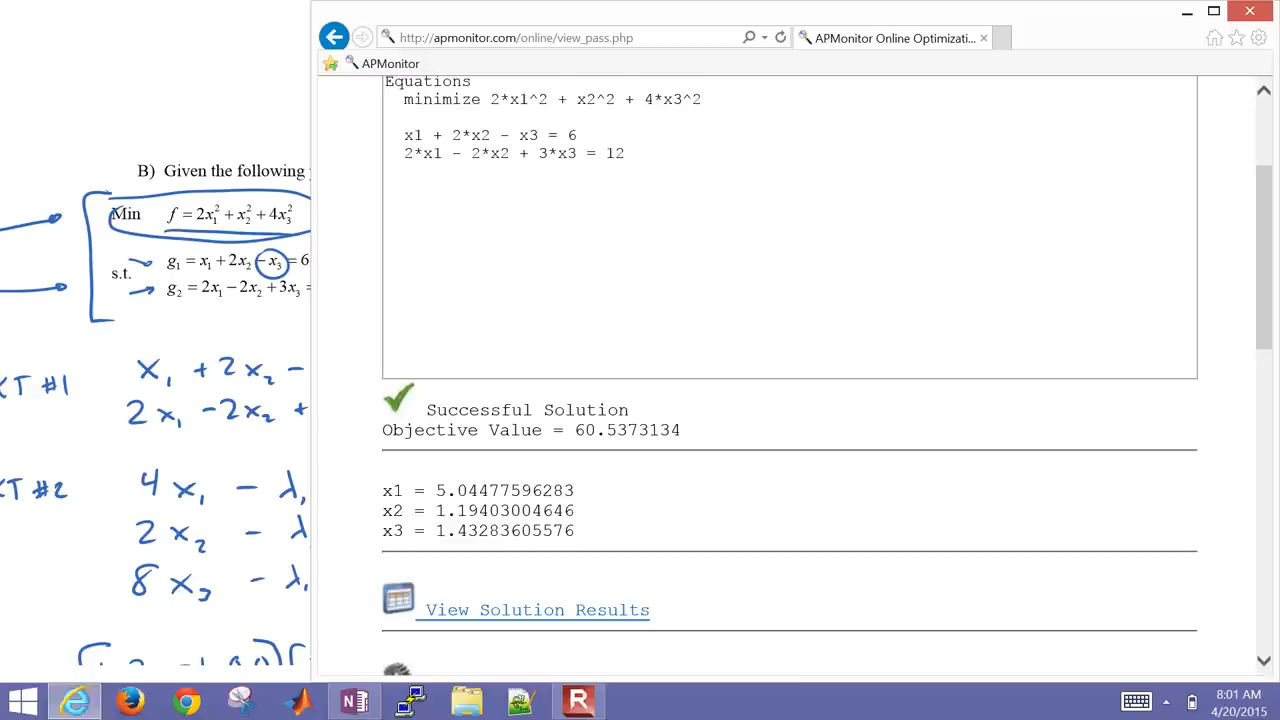 http://apmonitor.com/online/view_pass.php
APMonitor Online Optimizati...
APMonitor
Equations
minimize 2*x1^2 + x2^2 + 4*x3^2
x1 + 2*x2 - x3 = 6
2*x1 - 2*x2 + 3*x3 = 12
Successful Solution
Objective Value = 60.5373134
x1 = 5.04477596283
x2 = 1.19403004646
x3 = 1.43283605576
View Solution Results
B) Given the following
Min f = 2x₁² + x₂² + 4x₃²
g₁ = x₁ + 2x₂ − x₃ = 6
s.t.
g₂ = 2x₁ − 2x₂ + 3x₃ =
x₁ + 2x₂ −
KT #1
2x₁ − 2x₂ +
4x₁ − λ₁
KT #2
2x₂ − λ
8x₃ − λ₁
8:01 AM
4/20/2015